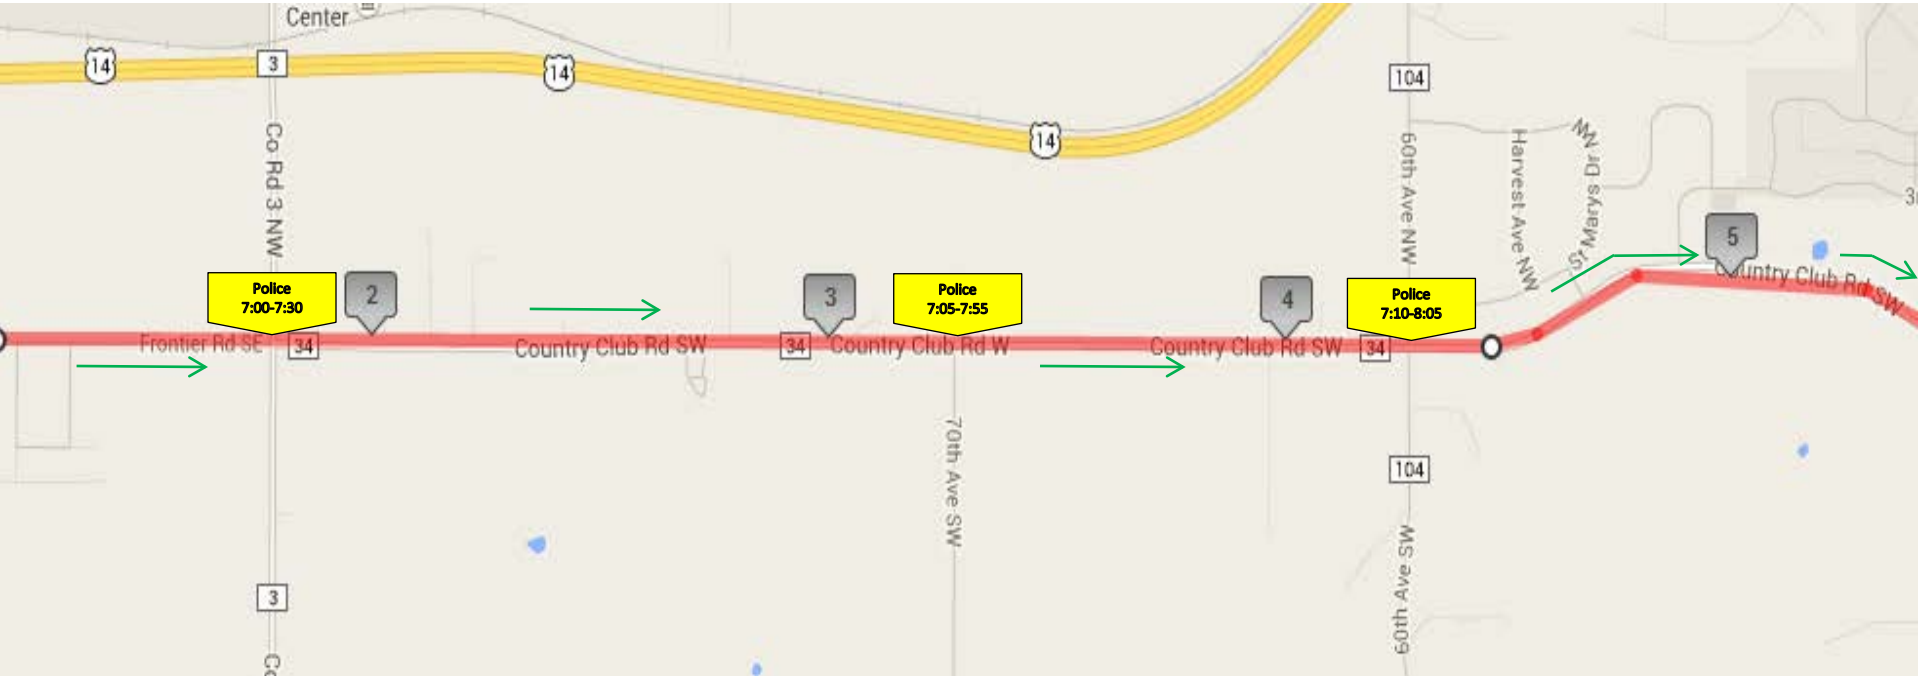 Center
14
3
14
14
104
Co Rd 3 NW
60th Ave NW
Harvest Ave NW
St Marys Dr NW
Police
7:00-7:30
2
3
Police
7:05-7:55
4
Police
7:10-8:05
5
Country Club Rd SW
Frontier Rd SE
34
Country Club Rd SW
34
Country Club Rd W
Country Club Rd SW
34
70th Ave SW
104
60th Ave SW
3